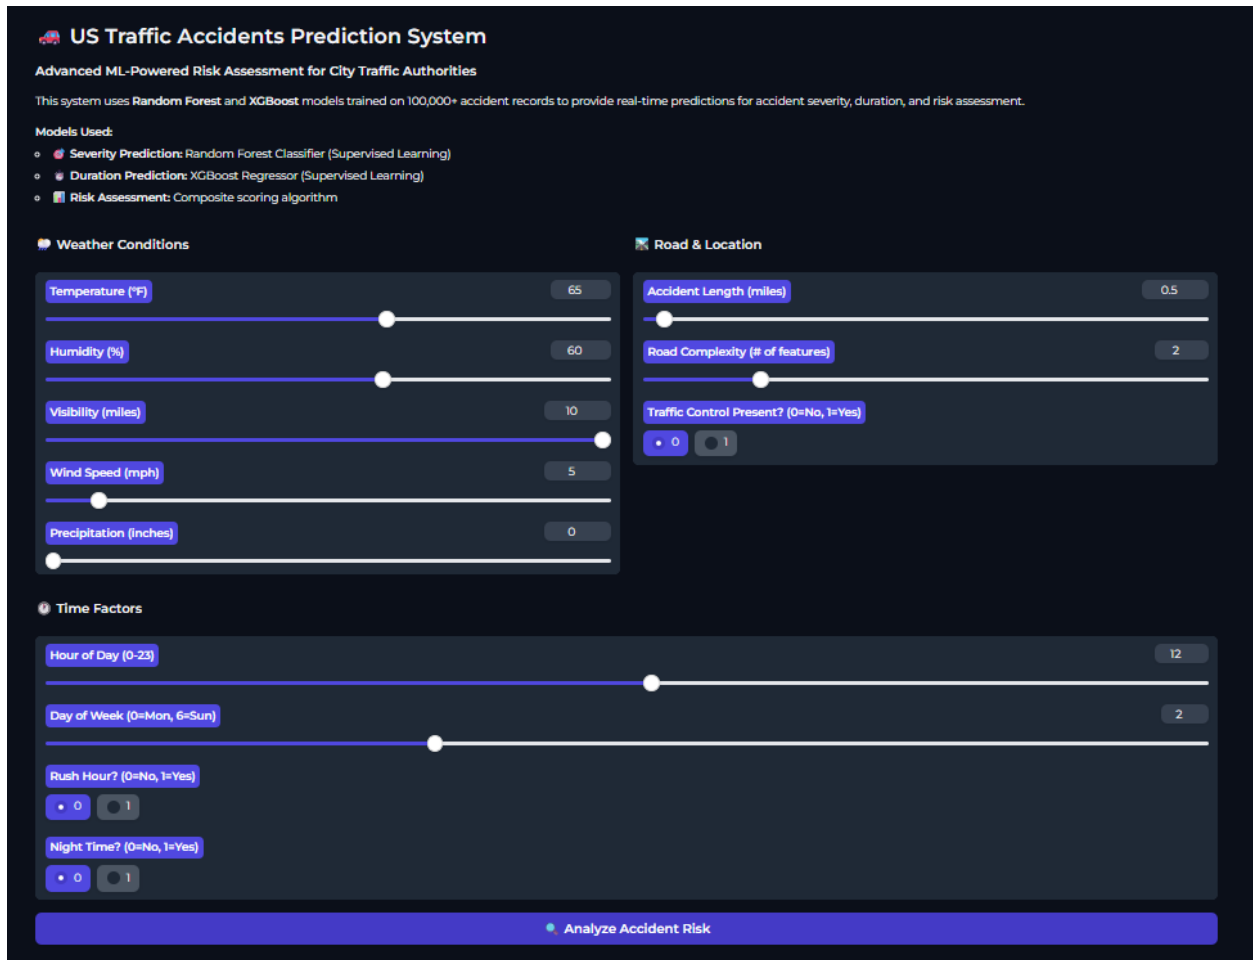 US Traffic Accidents Prediction System
Advanced ML-Powered Risk Assessment for City Traffic Authorities
This system uses Random Forest and XGBoost models trained on 100,000+ accident records to provide real-time predictions for accident severity, duration, and risk assessment.
Models Used:
Severity Prediction: Random Forest Classifier (Supervised Learning)
Duration Prediction: XGBoost Regressor (Supervised Learning)
Risk Assessment: Composite scoring algorithm
Weather Conditions
Temperature (°F) 65
Humidity (%) 60
Visibility (miles) 10
Wind Speed (mph) 5
Precipitation (inches) 0
Road & Location
Accident Length (miles) 0.5
Road Complexity (# of features) 2
Traffic Control Present? (0=No, 1=Yes)
0 1
Time Factors
Hour of Day (0-23) 12
Day of Week (0=Mon, 6=Sun) 2
Rush Hour? (0=No, 1=Yes)
0 1
Night Time? (0=No, 1=Yes)
0 1
Analyze Accident Risk